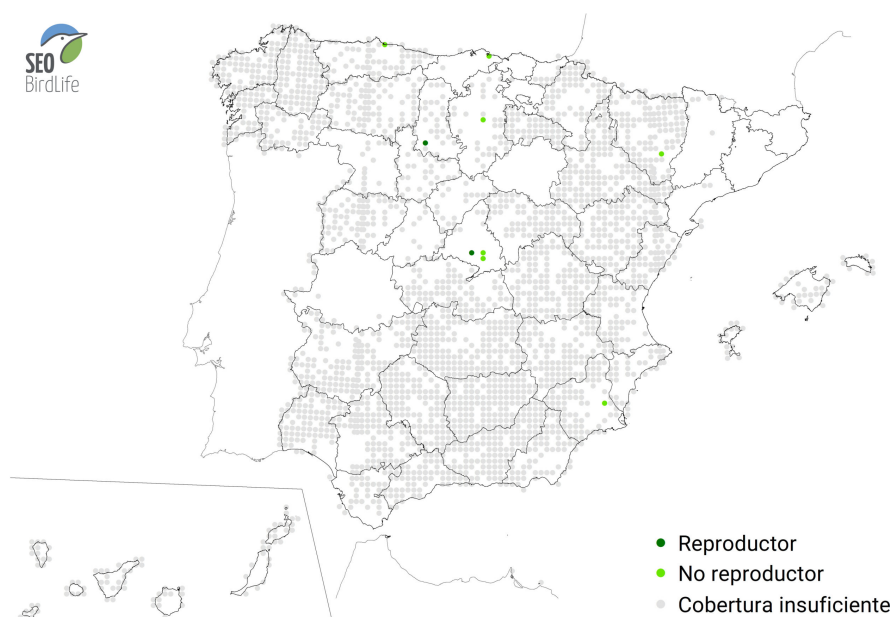 SEO
BirdLife
Reproductor
No reproductor
Cobertura insuficiente